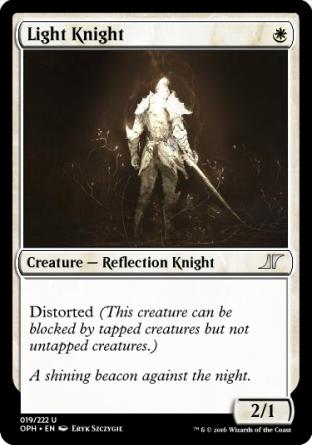 Light Knight
Creature — Reflection Knight
Distorted (This creature can be
blocked by tapped creatures but not
untapped creatures.)
A shining beacon against the night.
2/1
019/222 U
OPH • EN Eryk Szczygie
™ & © 2016 Wizards of the Coast